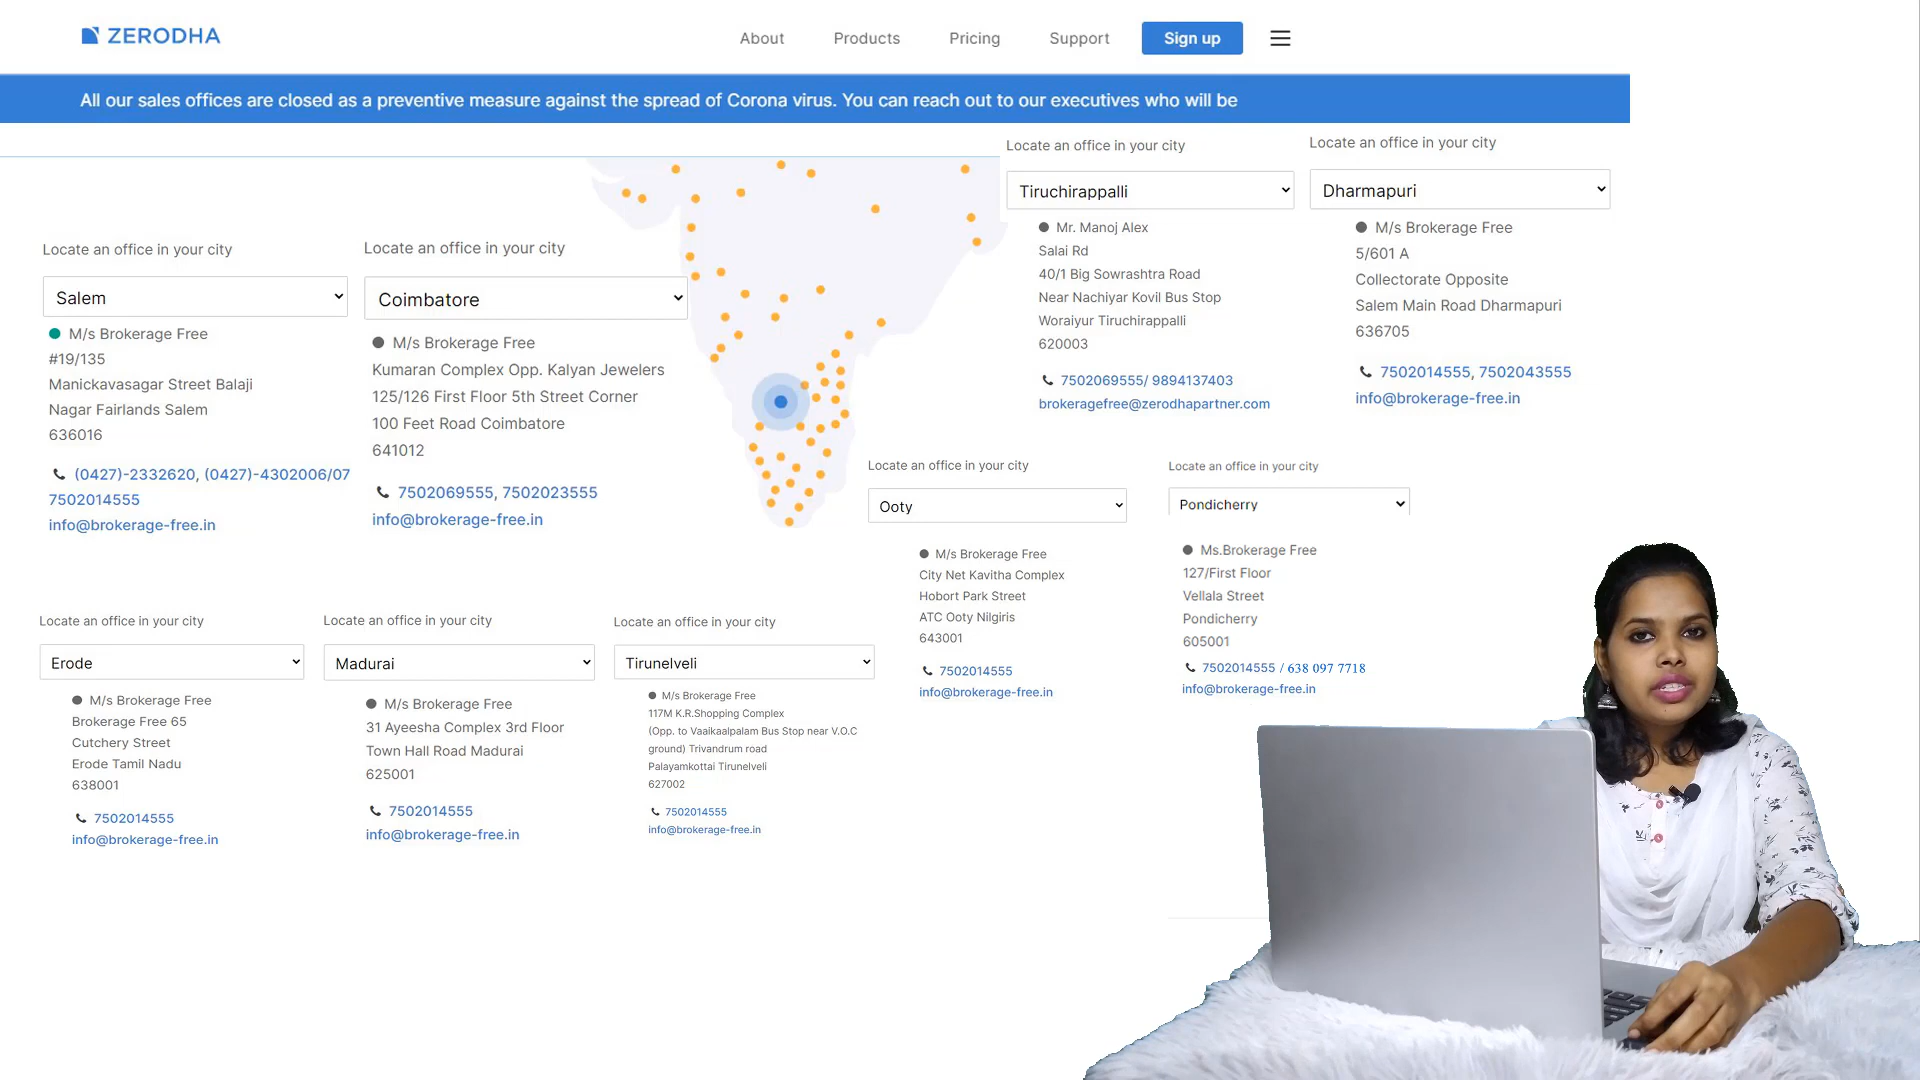 ZERODHA
About Products Pricing Support Sign up
All our sales offices are closed as a preventive measure against the spread of Corona virus. You can reach out to our executives who will be
Locate an office in your city
Salem
M/s Brokerage Free
#19/135
Manickavasagar Street Balaji
Nagar Fairlands Salem
636016
(0427)-2332620, (0427)-4302006/07
7502014555
info@brokerage-free.in
Locate an office in your city
Coimbatore
M/s Brokerage Free
Kumaran Complex Opp. Kalyan Jewelers
125/126 First Floor 5th Street Corner
100 Feet Road Coimbatore
641012
7502069555, 7502023555
info@brokerage-free.in
Locate an office in your city
Tiruchirappalli
Mr. Manoj Alex
Salai Rd
40/1 Big Sowrashtra Road
Near Nachiyar Kovil Bus Stop
Woraiyur Tiruchirappalli
620003
7502069555/ 9894137403
brokeragefree@zerodhapartner.com
Locate an office in your city
Dharmapuri
M/s Brokerage Free
5/601 A
Collectorate Opposite
Salem Main Road Dharmapuri
636705
7502014555, 7502043555
info@brokerage-free.in
Locate an office in your city
Ooty
M/s Brokerage Free
City Net Kavitha Complex
Hobort Park Street
ATC Ooty Nilgiris
643001
7502014555
info@brokerage-free.in
Locate an office in your city
Pondicherry
Ms.Brokerage Free
127/First Floor
Vellala Street
Pondicherry
605001
7502014555 / 638 097 7718
info@brokerage-free.in
Locate an office in your city
Erode
M/s Brokerage Free
Brokerage Free 65
Cutchery Street
Erode Tamil Nadu
638001
7502014555
info@brokerage-free.in
Locate an office in your city
Madurai
M/s Brokerage Free
31 Ayeesha Complex 3rd Floor
Town Hall Road Madurai
625001
7502014555
info@brokerage-free.in
Locate an office in your city
Tirunelveli
M/s Brokerage Free
117M K.R.Shopping Complex
(Opp. to Vaaikaalpalam Bus Stop near V.O.C
ground) Trivandrum road
Palayamkottai Tirunelveli
627002
7502014555
info@brokerage-free.in